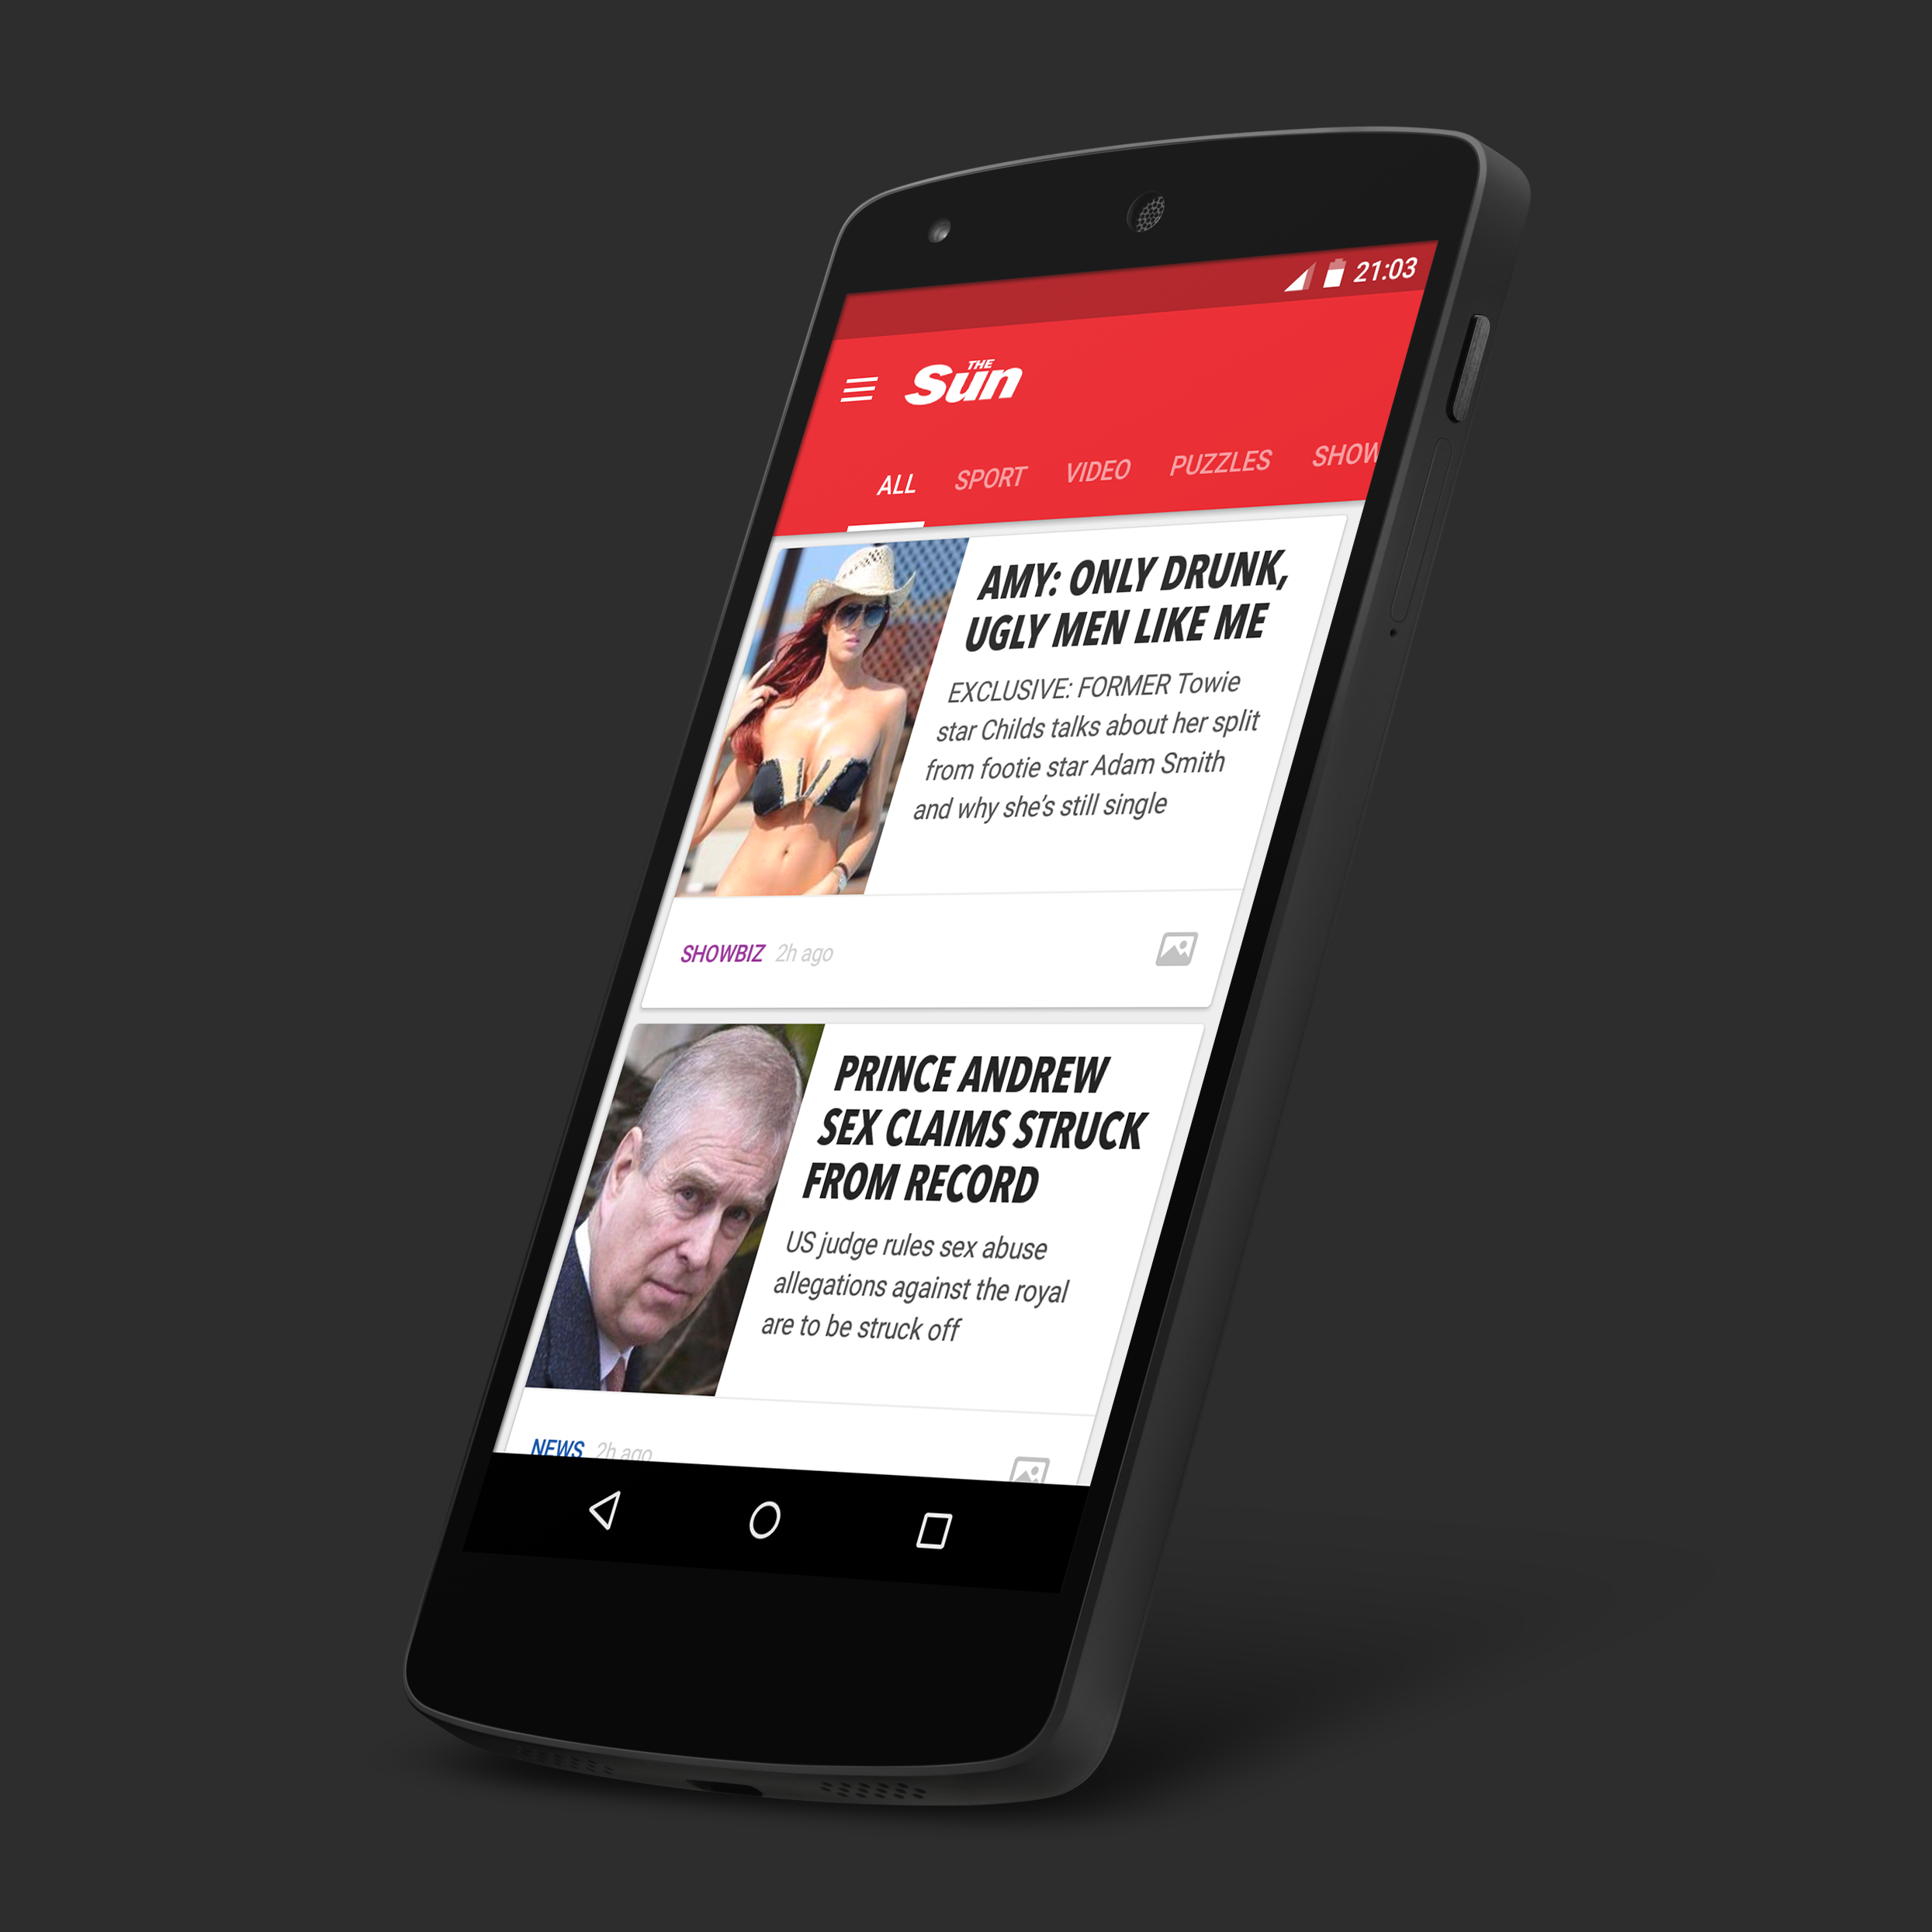 21:03
THE
Sun
ALL SPORT VIDEO PUZZLES SHOW
AMY: ONLY DRUNK,
UGLY MEN LIKE ME
EXCLUSIVE: FORMER Towie
star Childs talks about her split
from footie star Adam Smith
and why she's still single
SHOWBIZ 2h ago
PRINCE ANDREW
SEX CLAIMS STRUCK
FROM RECORD
US judge rules sex abuse
allegations against the royal
are to be struck off
NEWS 2h ago